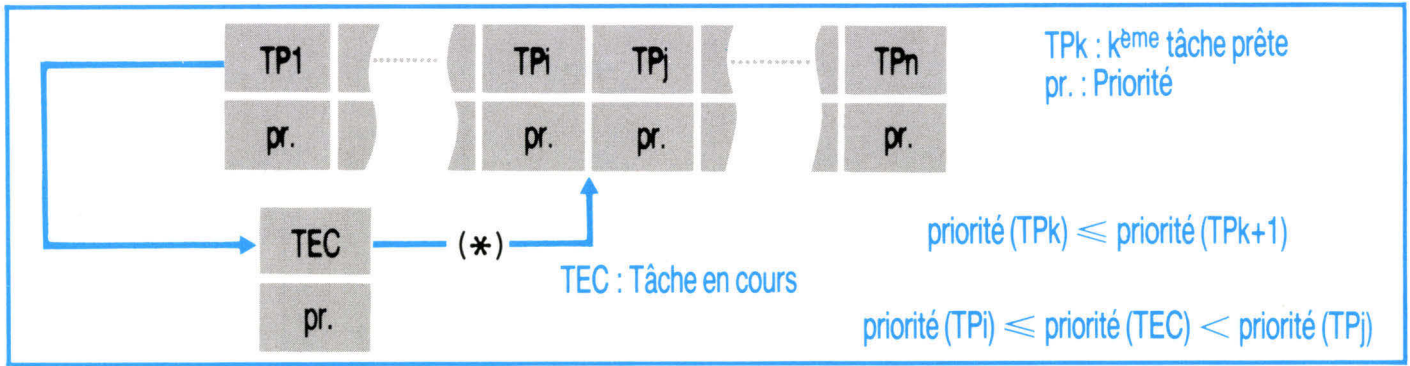 TP1 TPi TPj TPn
pr. pr. pr. pr.
TPk : kème tâche prête
pr. : Priorité
TEC (*)
pr.
TEC : Tâche en cours
priorité (TPk) ⩽ priorité (TPk+1)
priorité (TPi) ⩽ priorité (TEC) < priorité (TPj)